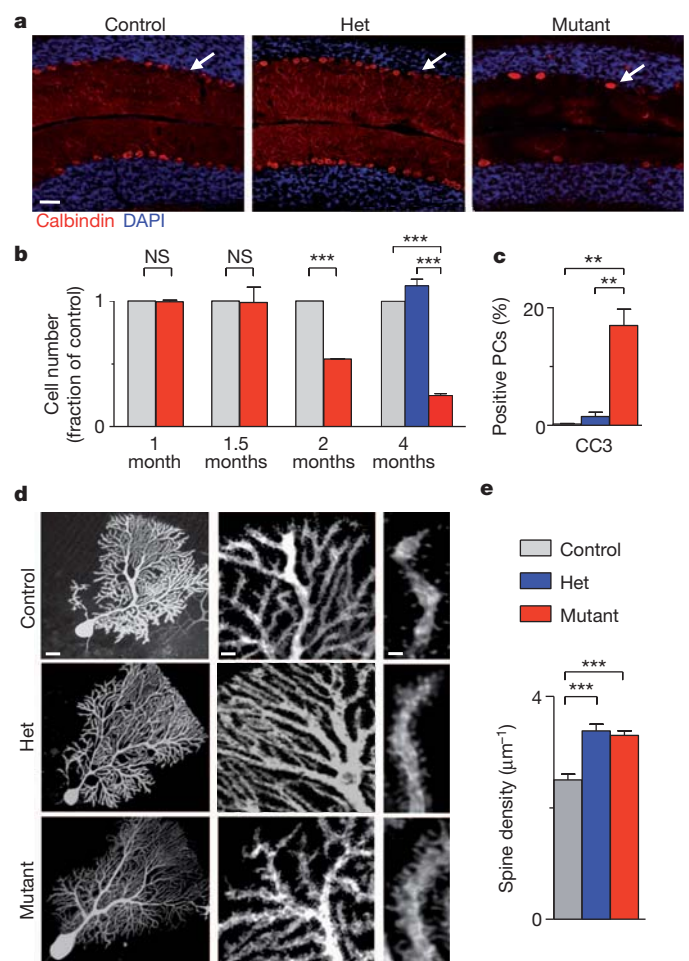 a
Control Het Mutant
Calbindin DAPI
b
NS NS *** *** ***
Cell number
(fraction of control)
1
0
1 month
1.5 months
2 months
4 months
c
**
**
Positive PCs (%)
20
0
CC3
d
Control
Het
Mutant
e
Control
Het
Mutant
***
***
Spine density (μm⁻¹)
4
0